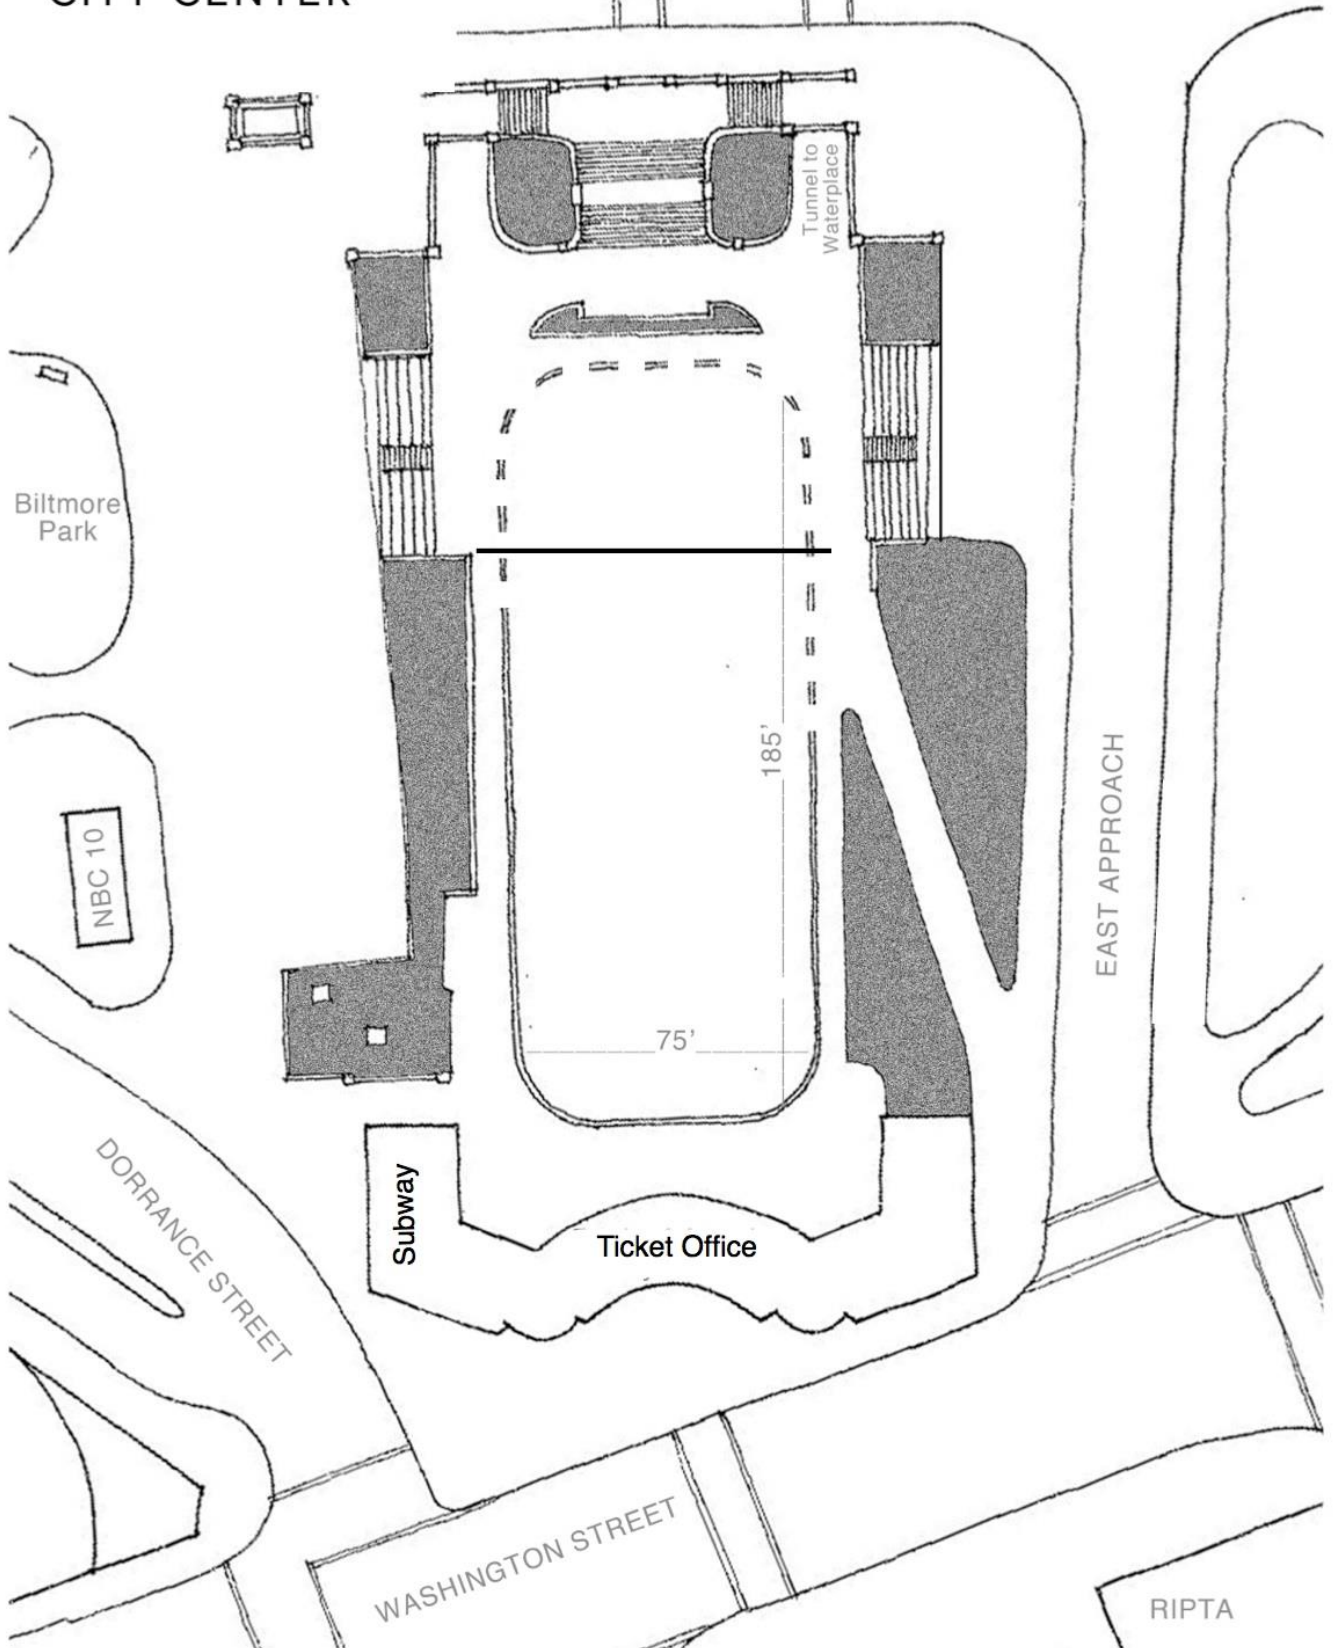 CITY CENTER
Tunnel to
Waterplace
Biltmore
Park
185'
NBC 10
EAST APPROACH
75'
DORRANCE STREET
Subway
Ticket Office
WASHINGTON STREET
RIPTA